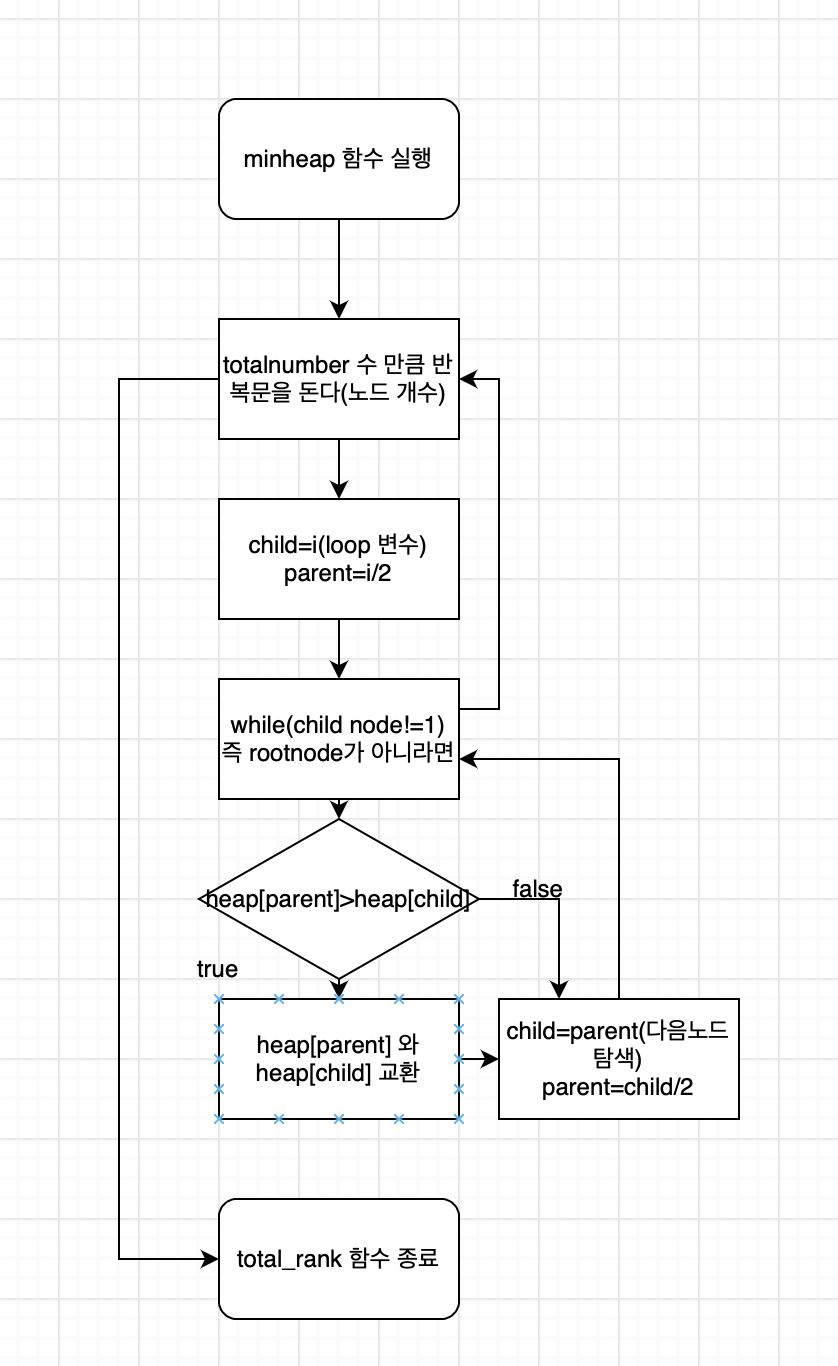 minheap 함수 실행
totalnumber 수 만큼 반
복문을 돈다(노드 개수)
child=i(loop 변수)
parent=i/2
while(child node!=1)
즉 rootnode가 아니라면
heap[parent]>heap[child]
false
true
heap[parent] 와
heap[child] 교환
child=parent(다음노드
탐색)
parent=child/2
total_rank 함수 종료